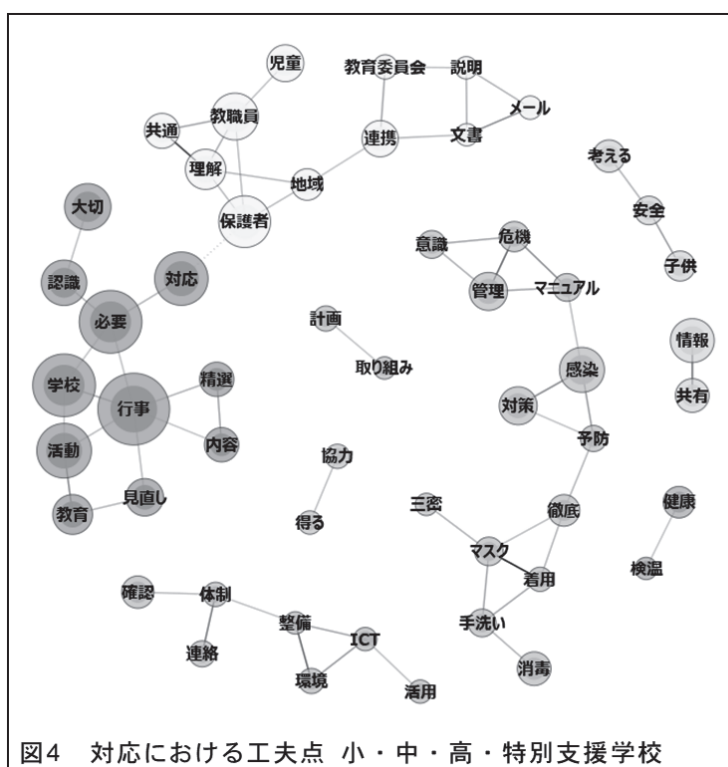 児童
教育委員会
説明
メール
教職員
共通
連携
文書
理解
地域
考える
保護者
安全
大切
意識
危機
子供
対応
認識
管理
マニュアル
必要
計画
情報
取り組み
感染
学校
精選
行事
対策
共有
予防
活動
内容
協力
見直し
三密
徹底
健康
教育
得る
マスク
着用
検温
確認
体制
整備
手洗い
ICT
連絡
環境
活用
消毒
図4 対応における工夫点 小・中・高・特別支援学校